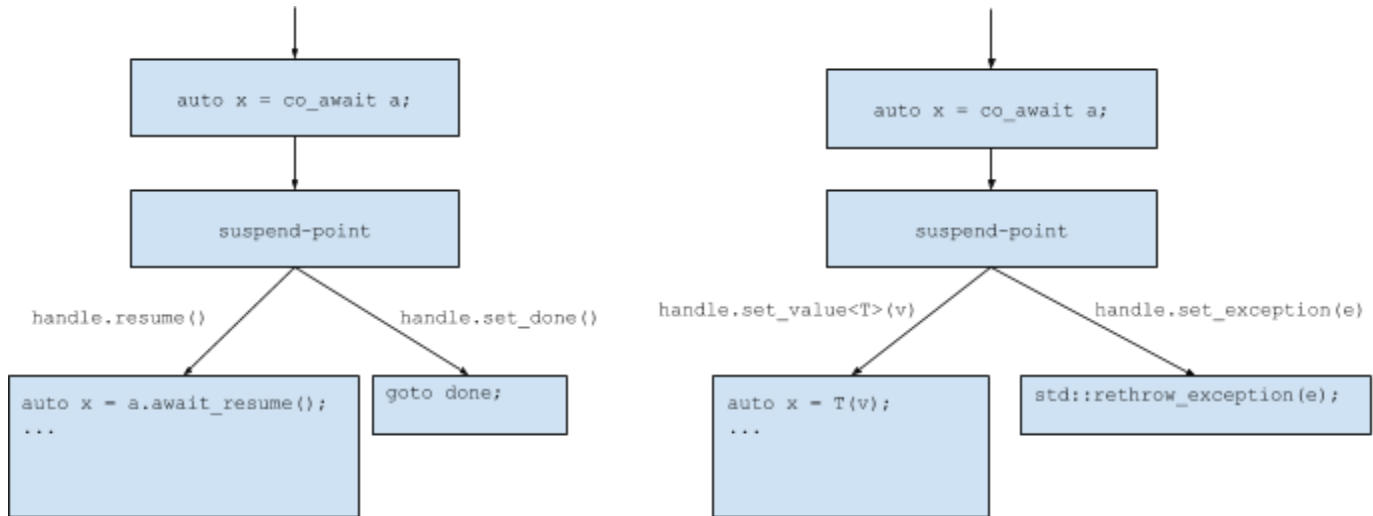 auto x = co_await a;
suspend-point
handle.resume()
handle.set_done()
auto x = a.await_resume();
...
goto done;
auto x = co_await a;
suspend-point
handle.set_value<T>(v)
handle.set_exception(e)
auto x = T(v);
...
std::rethrow_exception(e);